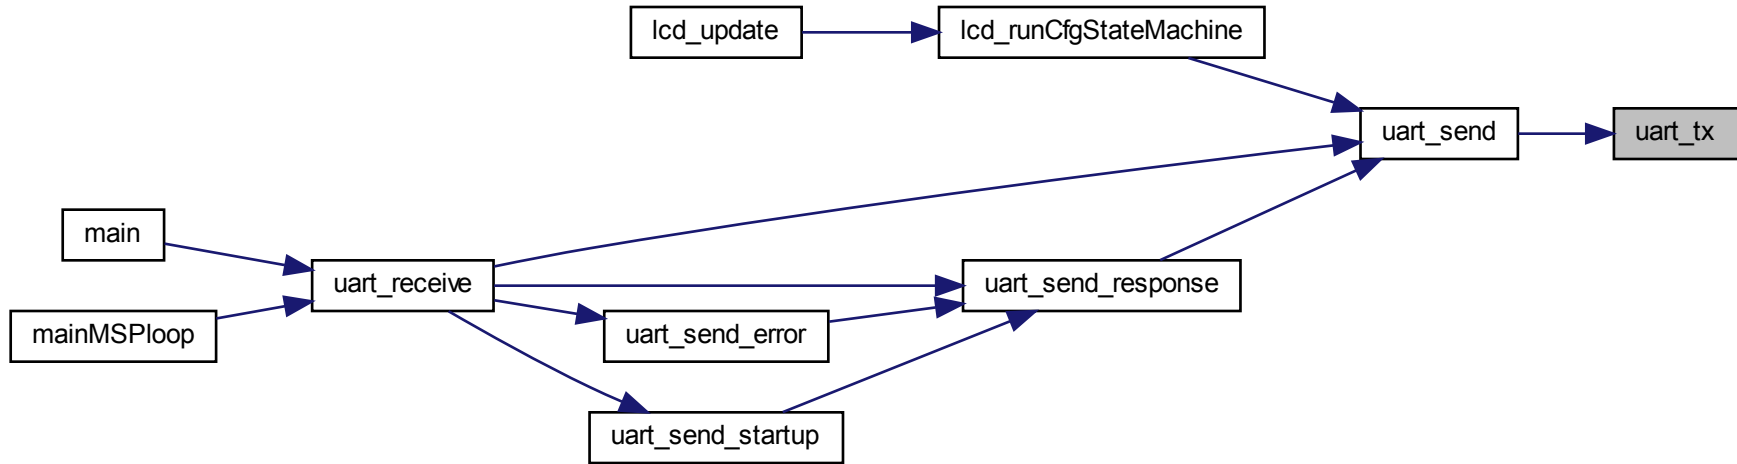 lcd_update
lcd_runCfgStateMachine
uart_send
uart_tx
main
uart_receive
uart_send_response
mainMSPloop
uart_send_error
uart_send_startup